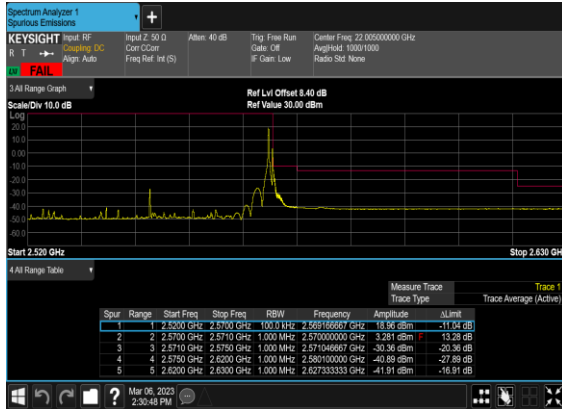 Spectrum Analyzer 1
Spurious Emissions
+
KEYSIGHT Input: RF Input Z: 50 Ω Atten: 40 dB Trig: Free Run Center Freq: 22.005000000 GHz
R T Coupling: DC Corr CCorr Gate: Off Avg|Hold: 1000/1000
Align: Auto Freq Ref: Int (S) IF Gain: Low Radio Std: None
LV FAIL
3 All Range Graph
Ref Lvl Offset 8.40 dB
Scale/Div 10.0 dB Ref Value 30.00 dBm
Log
20.0
10.0
0.00
-10.0
-20.0
-30.0
-40.0
-50.0
-60.0
Start 2.520 GHz Stop 2.630 GH
4 All Range Table
Measure Trace Trace 1
Trace Type Trace Average (Active)
Spur Range Start Freq Stop Freq RBW Frequency Amplitude ΔLimit
1 1 2.5200 GHz 2.5700 GHz 100.0 kHz 2.569166667 GHz 18.96 dBm -11.04 dB
2 2 2.5700 GHz 2.5710 GHz 1.000 MHz 2.570000000 GHz 3.281 dBm F 13.28 dB
3 3 2.5710 GHz 2.5750 GHz 1.000 MHz 2.571046667 GHz -30.36 dBm -20.36 dB
4 4 2.5750 GHz 2.6200 GHz 1.000 MHz 2.580100000 GHz -40.89 dBm -27.89 dB
5 5 2.6200 GHz 2.6300 GHz 1.000 MHz 2.627333333 GHz -41.91 dBm -16.91 dB
? Mar 06, 2023
2:30:48 PM